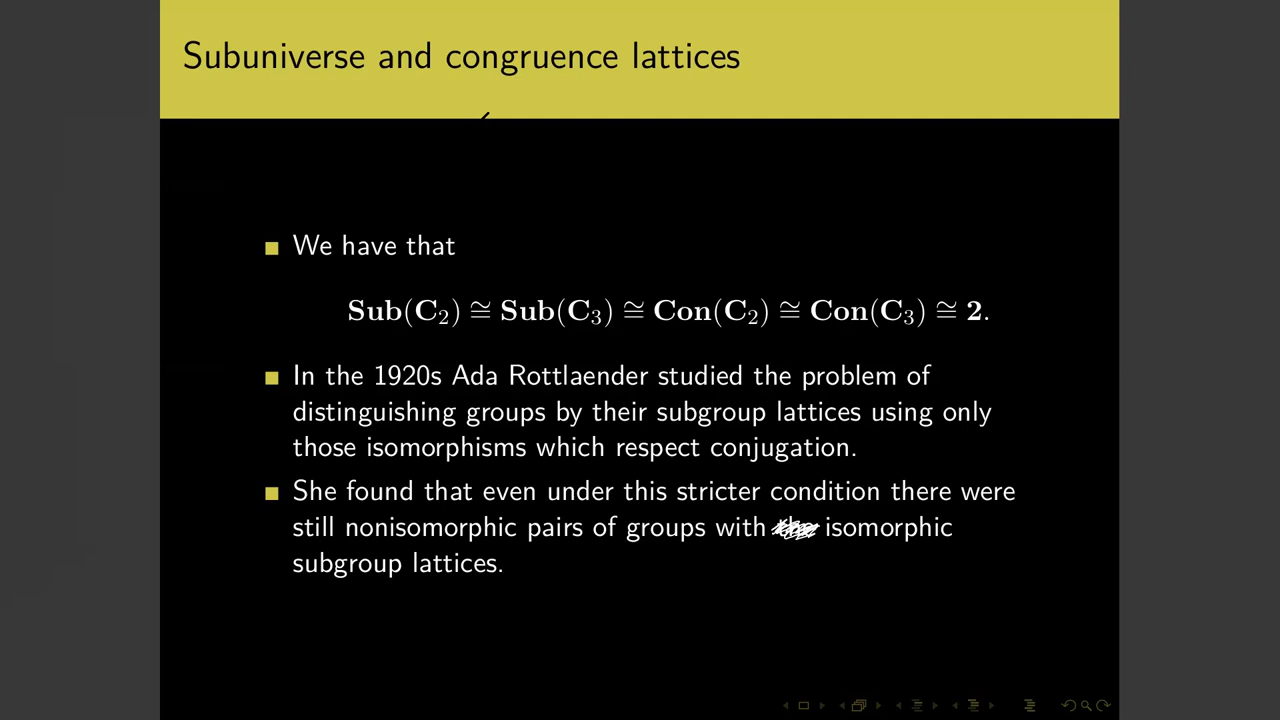 Subuniverse and congruence lattices
We have that
Sub(C₂) ≅ Sub(C₃) ≅ Con(C₂) ≅ Con(C₃) ≅ 2.
In the 1920s Ada Rottlaender studied the problem of
distinguishing groups by their subgroup lattices using only
those isomorphisms which respect conjugation.
She found that even under this stricter condition there were
still nonisomorphic pairs of groups with isomorphic
subgroup lattices.